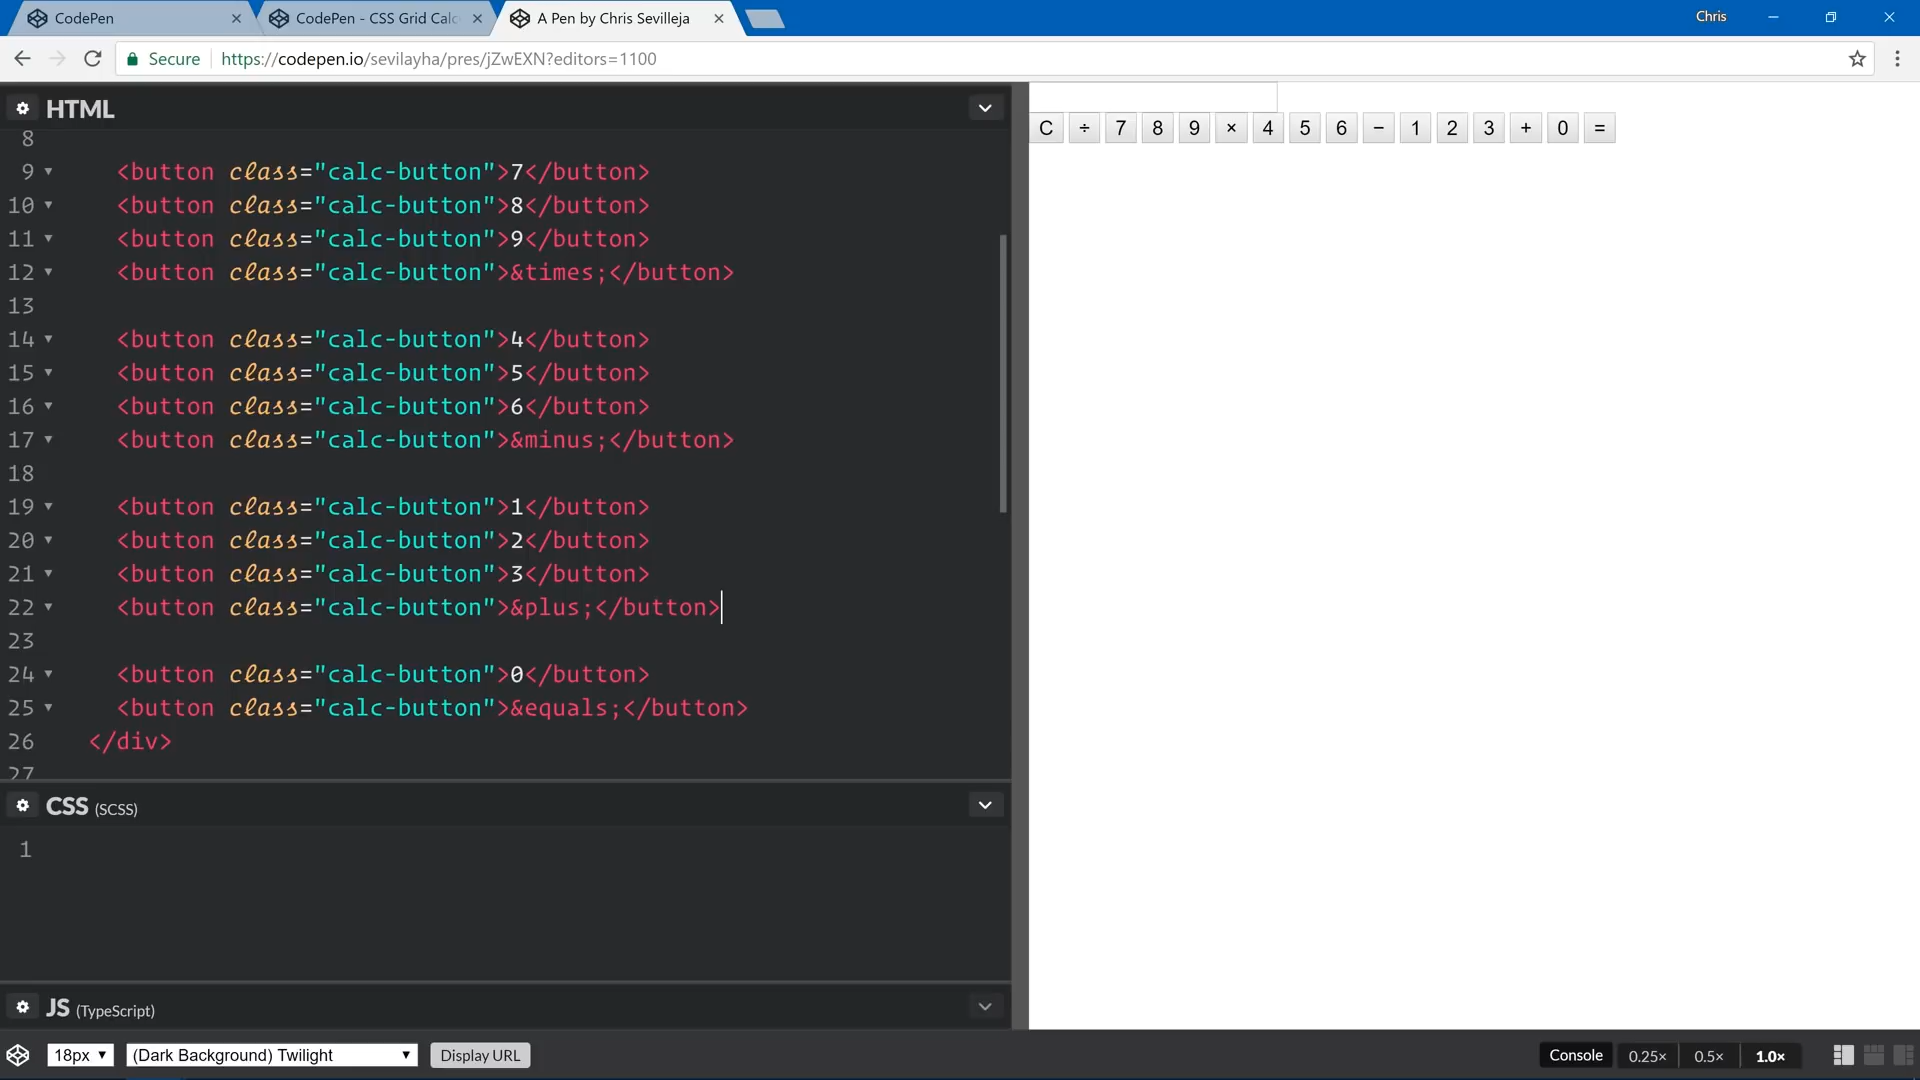 CodePen
CodePen - CSS Grid Calc
A Pen by Chris Sevilleja
Chris
Secure
https://codepen.io/sevilayha/pres/jZwEXN?editors=1100
HTML
8
9 <button class="calc-button">7</button>
10 <button class="calc-button">8</button>
11 <button class="calc-button">9</button>
12 <button class="calc-button">&times;</button>
13
14 <button class="calc-button">4</button>
15 <button class="calc-button">5</button>
16 <button class="calc-button">6</button>
17 <button class="calc-button">&minus;</button>
18
19 <button class="calc-button">1</button>
20 <button class="calc-button">2</button>
21 <button class="calc-button">3</button>
22 <button class="calc-button">&plus;</button>
23
24 <button class="calc-button">0</button>
25 <button class="calc-button">&equals;</button>
26 </div>
27
CSS (SCSS)
1
JS (TypeScript)
C ÷ 7 8 9 × 4 5 6 − 1 2 3 + 0 =
18px (Dark Background) Twilight Display URL
Console 0.25× 0.5× 1.0×